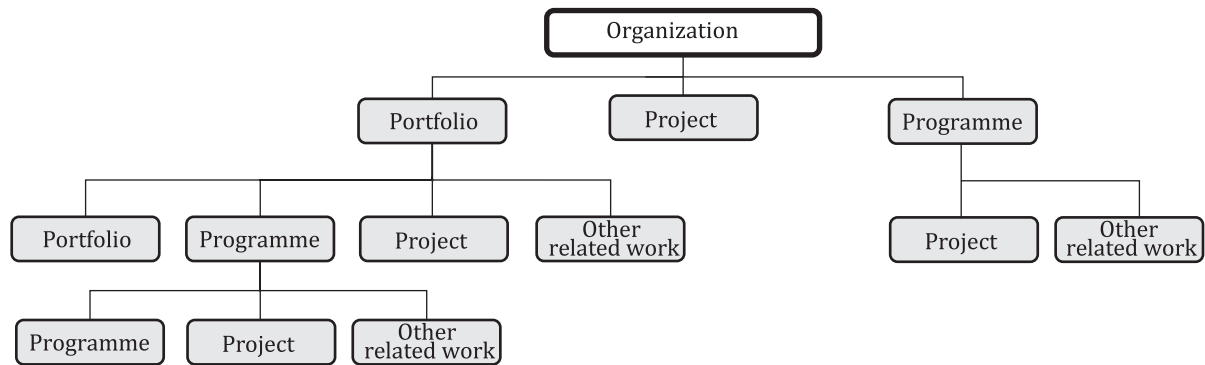 Organization
Portfolio
Project
Programme
Portfolio
Programme
Project
Other
related work
Project
Other
related work
Programme
Project
Other
related work